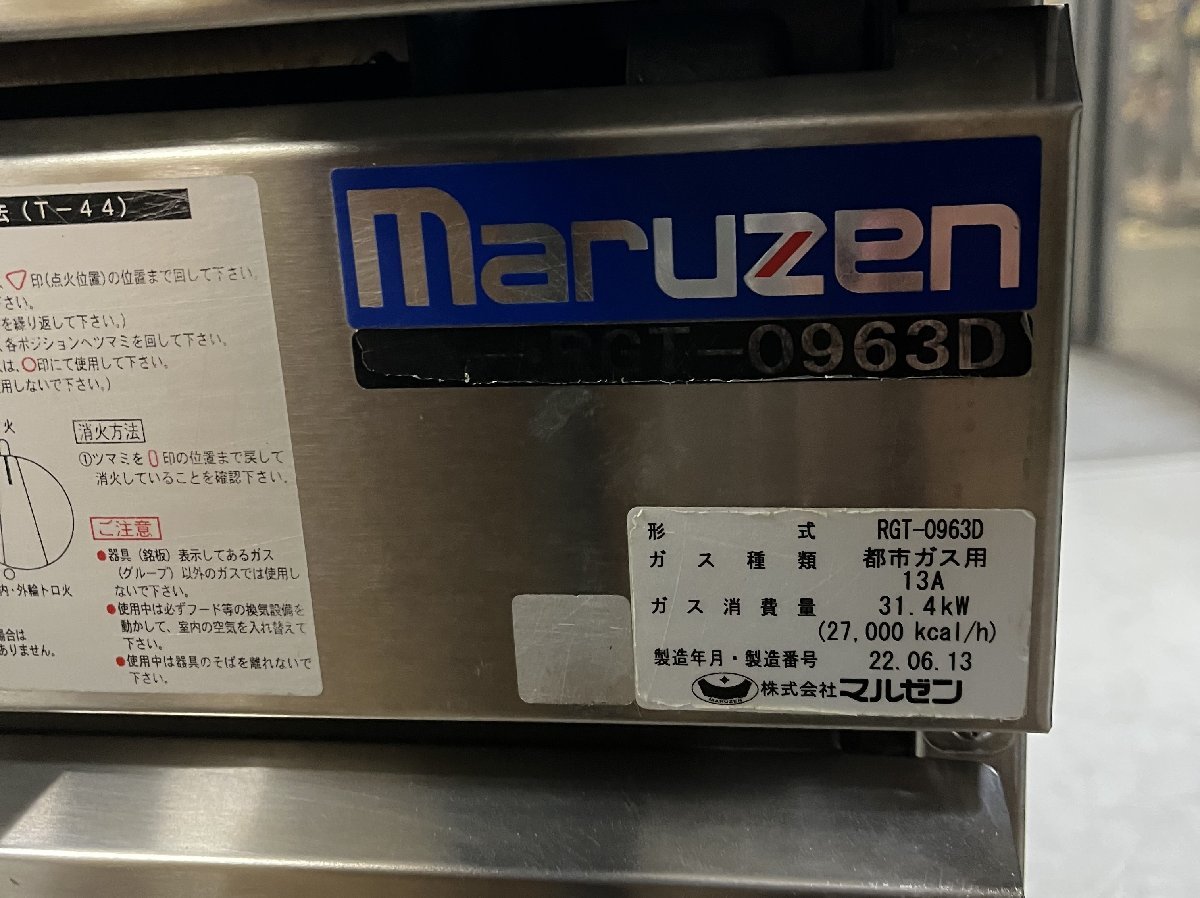 (T-44)
▽印(点火位置)の位置まで回して下さい。
さい。
を繰り返して下さい。)
、各ポジションへツマミを回して下さい。
は、○印にて使用して下さい。
用しないで下さい。)
火
消火方法
①ツマミを印の位置まで戻して
消火していることを確認下さい。
ご注意
●器具(銘板)表示してあるガス
(グループ)以外のガスでは使用し
ないで下さい。
●使用中は必ずフード等の換気設備を
動かして、室内の空気を入れ替えて
下さい。
●使用中は器具のそばを離れないで
下さい。
内・外輪トロ火
場合は
ありません。
maruzen
RGT-0963D
形式 RGT-0963D
ガス種類 都市ガス用
13A
ガス消費量 31.4kW
(27,000 kcal/h)
製造年月・製造番号 22.06.13
MARUZEN 株式会社マルゼン